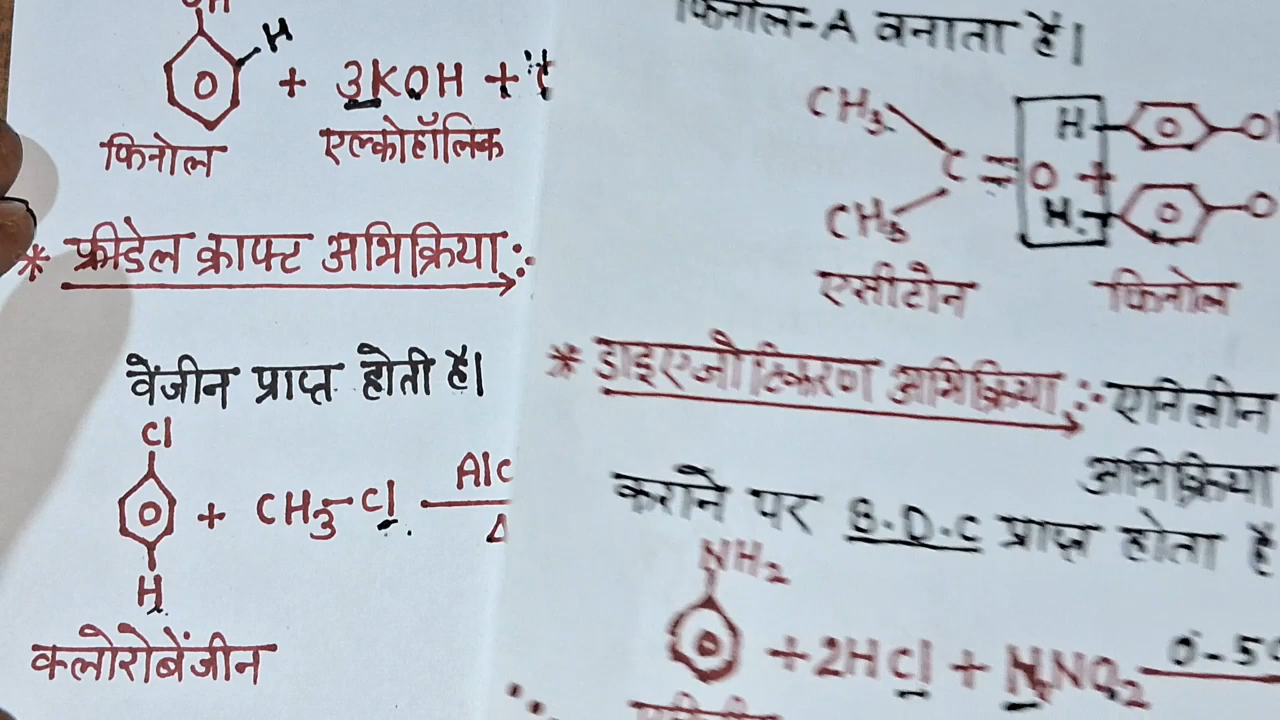 H
+ 3KOH +
फिनोल एल्कोहॉलिक
* फ्रीडेल क्राफ्ट अभिक्रिया :-
वेंजीन प्राप्त होती है।
Cl
+ CH3-Cl AlC
Δ
H
क्लोरोबेंजीन
फिनोल-A बनाता है।
CH3
H
C = O +
CH3
H
एसीटोन फिनोल
* डाइएजोटिकरण अभिक्रिया :- एनिलीन
अभिक्रिया
कराने पर B.D.C प्राप्त होता है
NH2
+ 2HCl + NaNO2 0-5